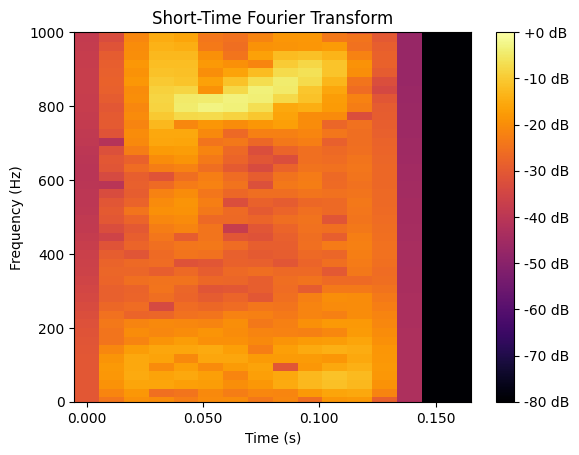 Short-Time Fourier Transform
1000
800
600
400
200
0
Frequency (Hz)
0.000
0.050
0.100
0.150
Time (s)
+0 dB
-10 dB
-20 dB
-30 dB
-40 dB
-50 dB
-60 dB
-70 dB
-80 dB